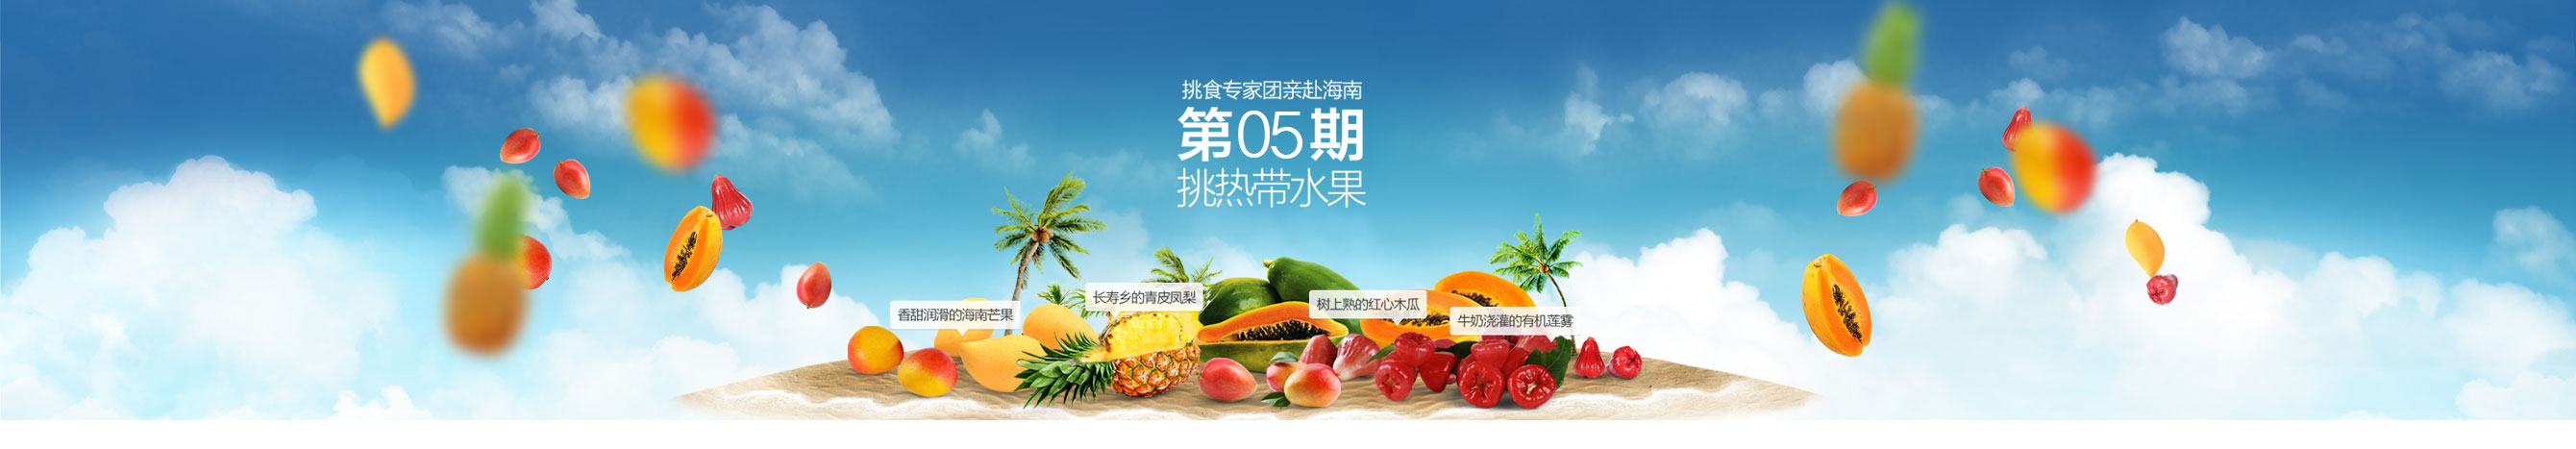 挑食专家团亲赴海南
第05期
挑热带水果
香甜润滑的海南芒果
长寿乡的青皮凤梨
树上熟的红心木瓜
牛奶浇灌的有机莲雾